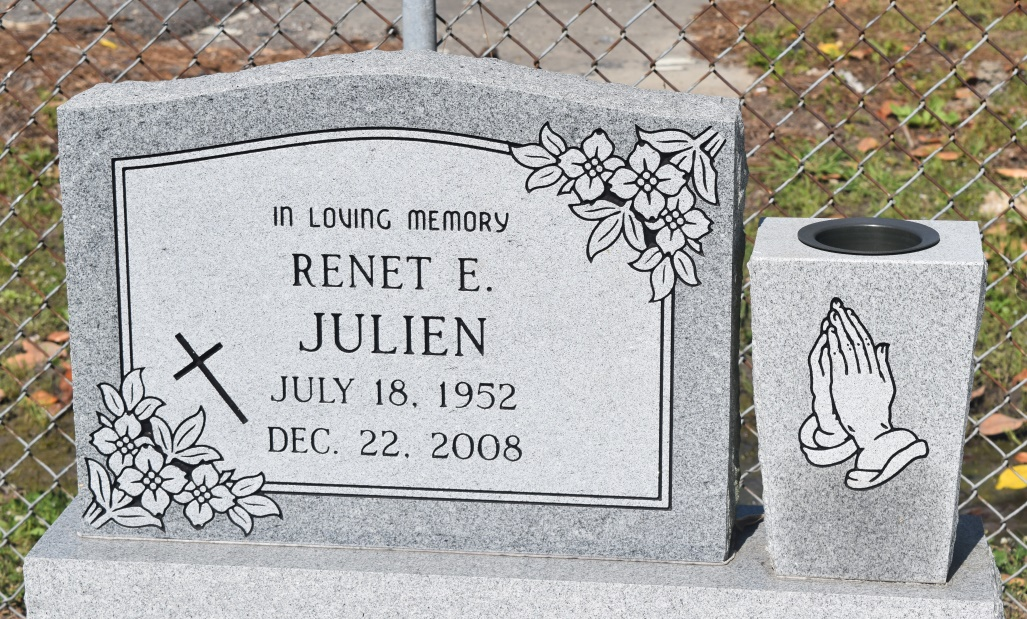 IN LOVING MEMORY
RENET E.
JULIEN
JULY 18, 1952
DEC. 22, 2008